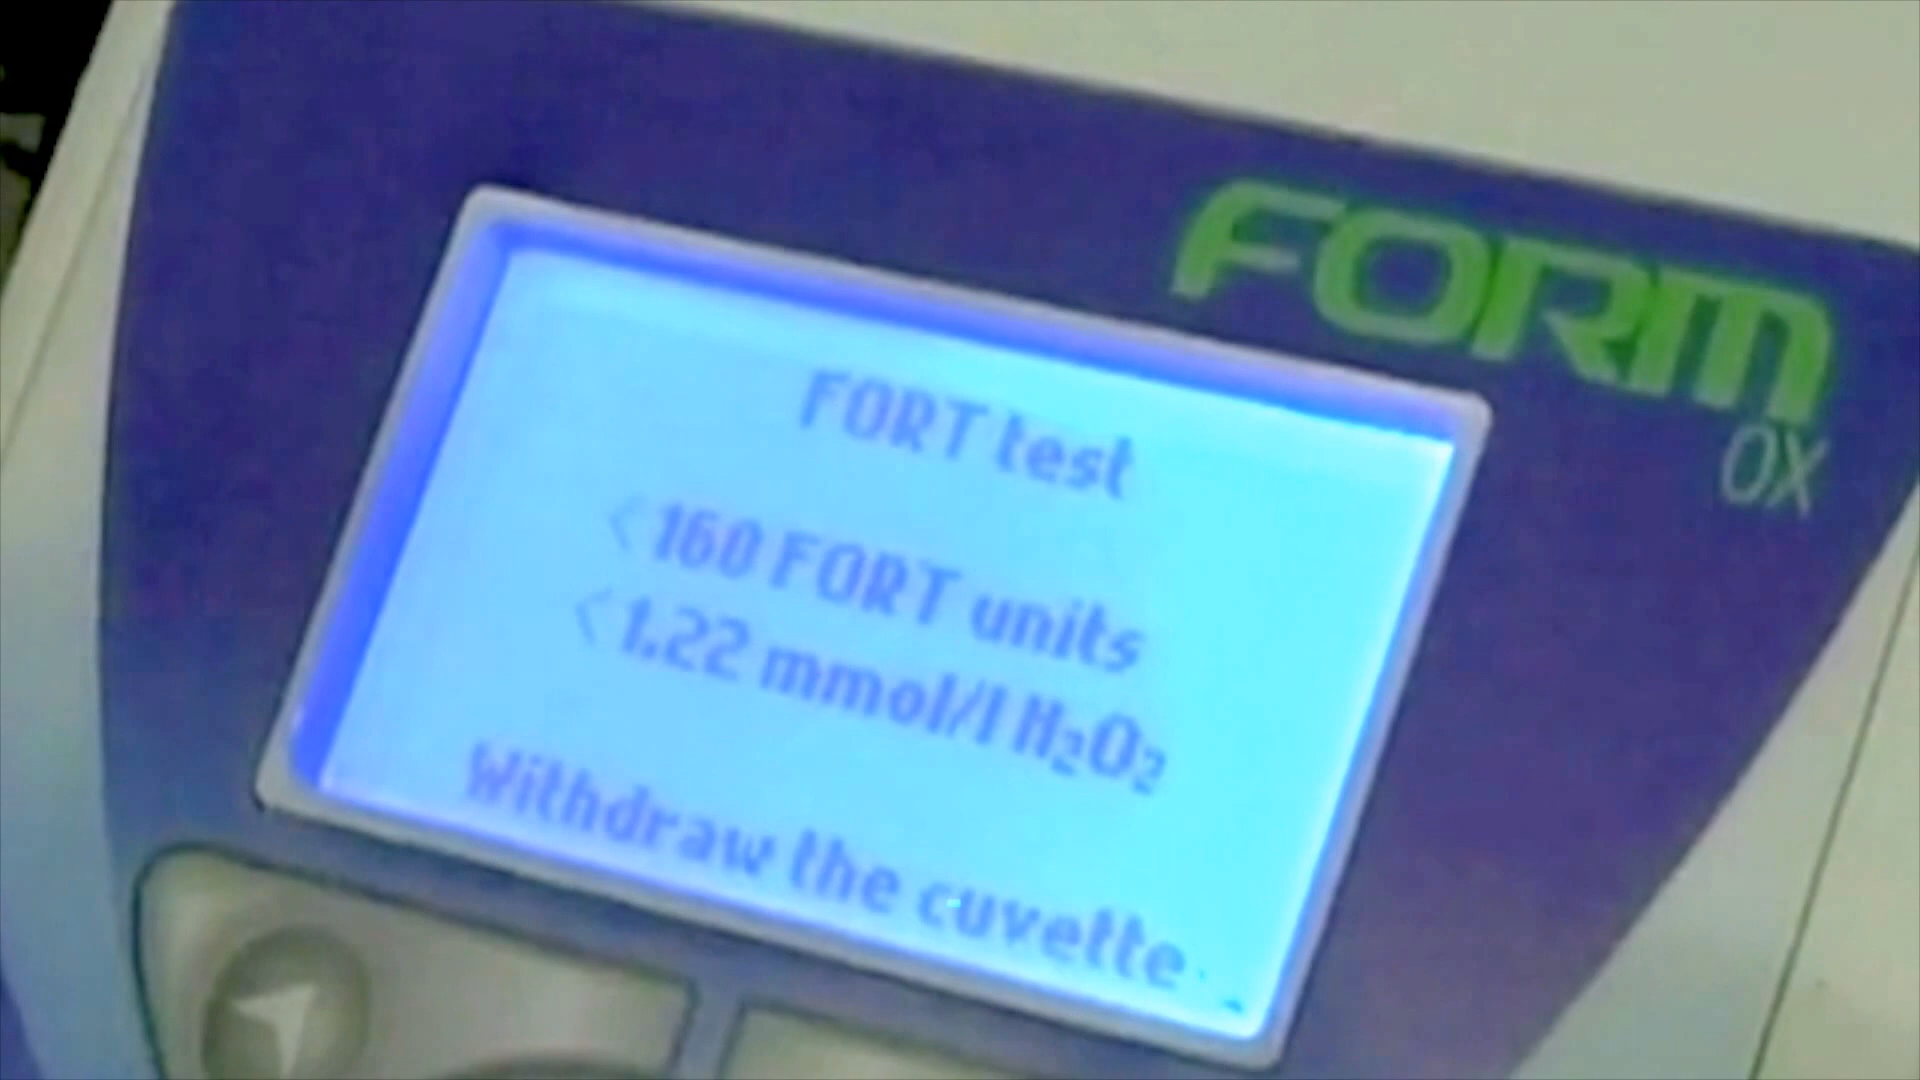 FORM
OX
FORT test
<160 FORT units
<1.22 mmol/l H₂O₂
Withdraw the cuvette